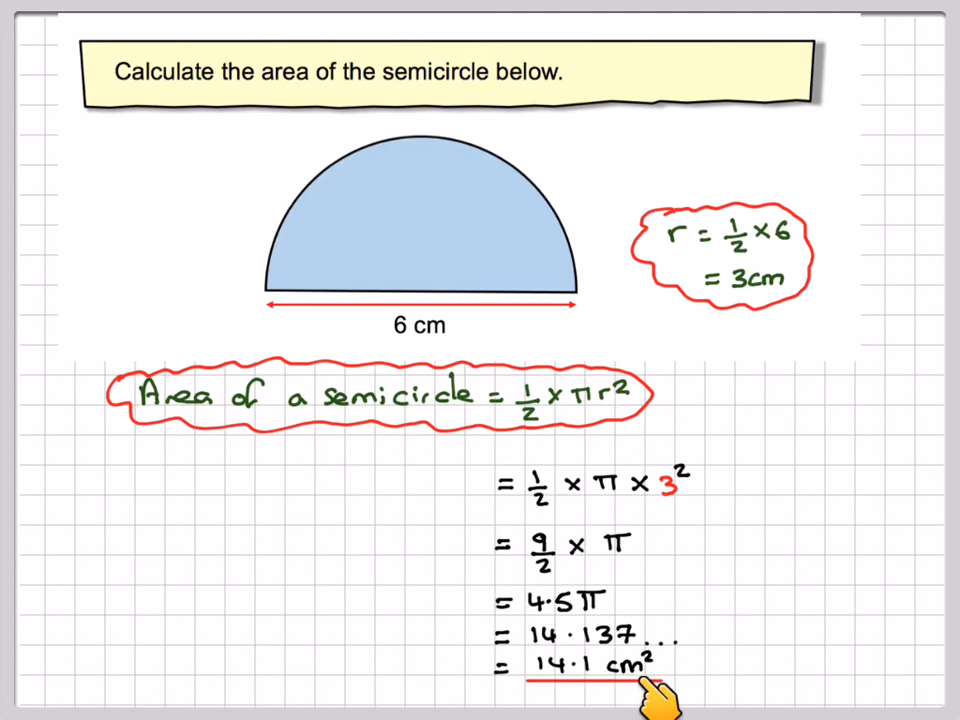 Calculate the area of the semicircle below.
r = 1/2 × 6
= 3cm
6 cm
Area of a semicircle = 1/2 × πr²
= 1/2 × π × 3²
= 9/2 × π
= 4·5π
= 14·137...
= 14·1 cm²